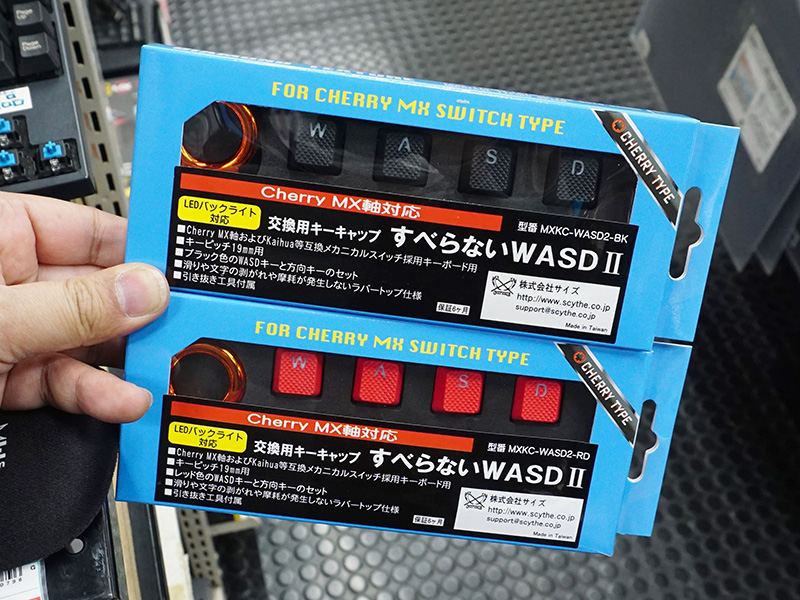 Page Up
Page Down
FOR CHERRY MX SWITCH TYPE
CHERRY TYPE
W A S D
Cherry MX軸対応
LEDバックライト
対応
型番 MXKC-WASD2-BK
交換用キーキャップ すべらないWASDⅡ
■Cherry MX軸およびKaihua等互換メカニカルスイッチ採用キーボード用
■キーピッチ19mm用
■ブラック色のWASDキーと方向キーのセット
■滑りや文字の剥がれや摩耗が発生しないラバートップ仕様
■引き抜き工具付属
保証6ヶ月
株式会社サイズ
http://www.scythe.co.jp
support@scythe.co.jp
Made in Taiwan
FOR CHERRY MX SWITCH TYPE
CHERRY TYPE
W A S D
Cherry MX軸対応
LEDバックライト
対応
型番 MXKC-WASD2-RD
交換用キーキャップ すべらないWASDⅡ
■Cherry MX軸およびKaihua等互換メカニカルスイッチ採用キーボード用
■キーピッチ19mm用
■レッド色のWASDキーと方向キーのセット
■滑りや文字の剥がれや摩耗が発生しないラバートップ仕様
■引き抜き工具付属
保証6ヶ月
株式会社サイズ
http://www.scythe.co.jp
support@scythe.co.jp
Made in Taiwan